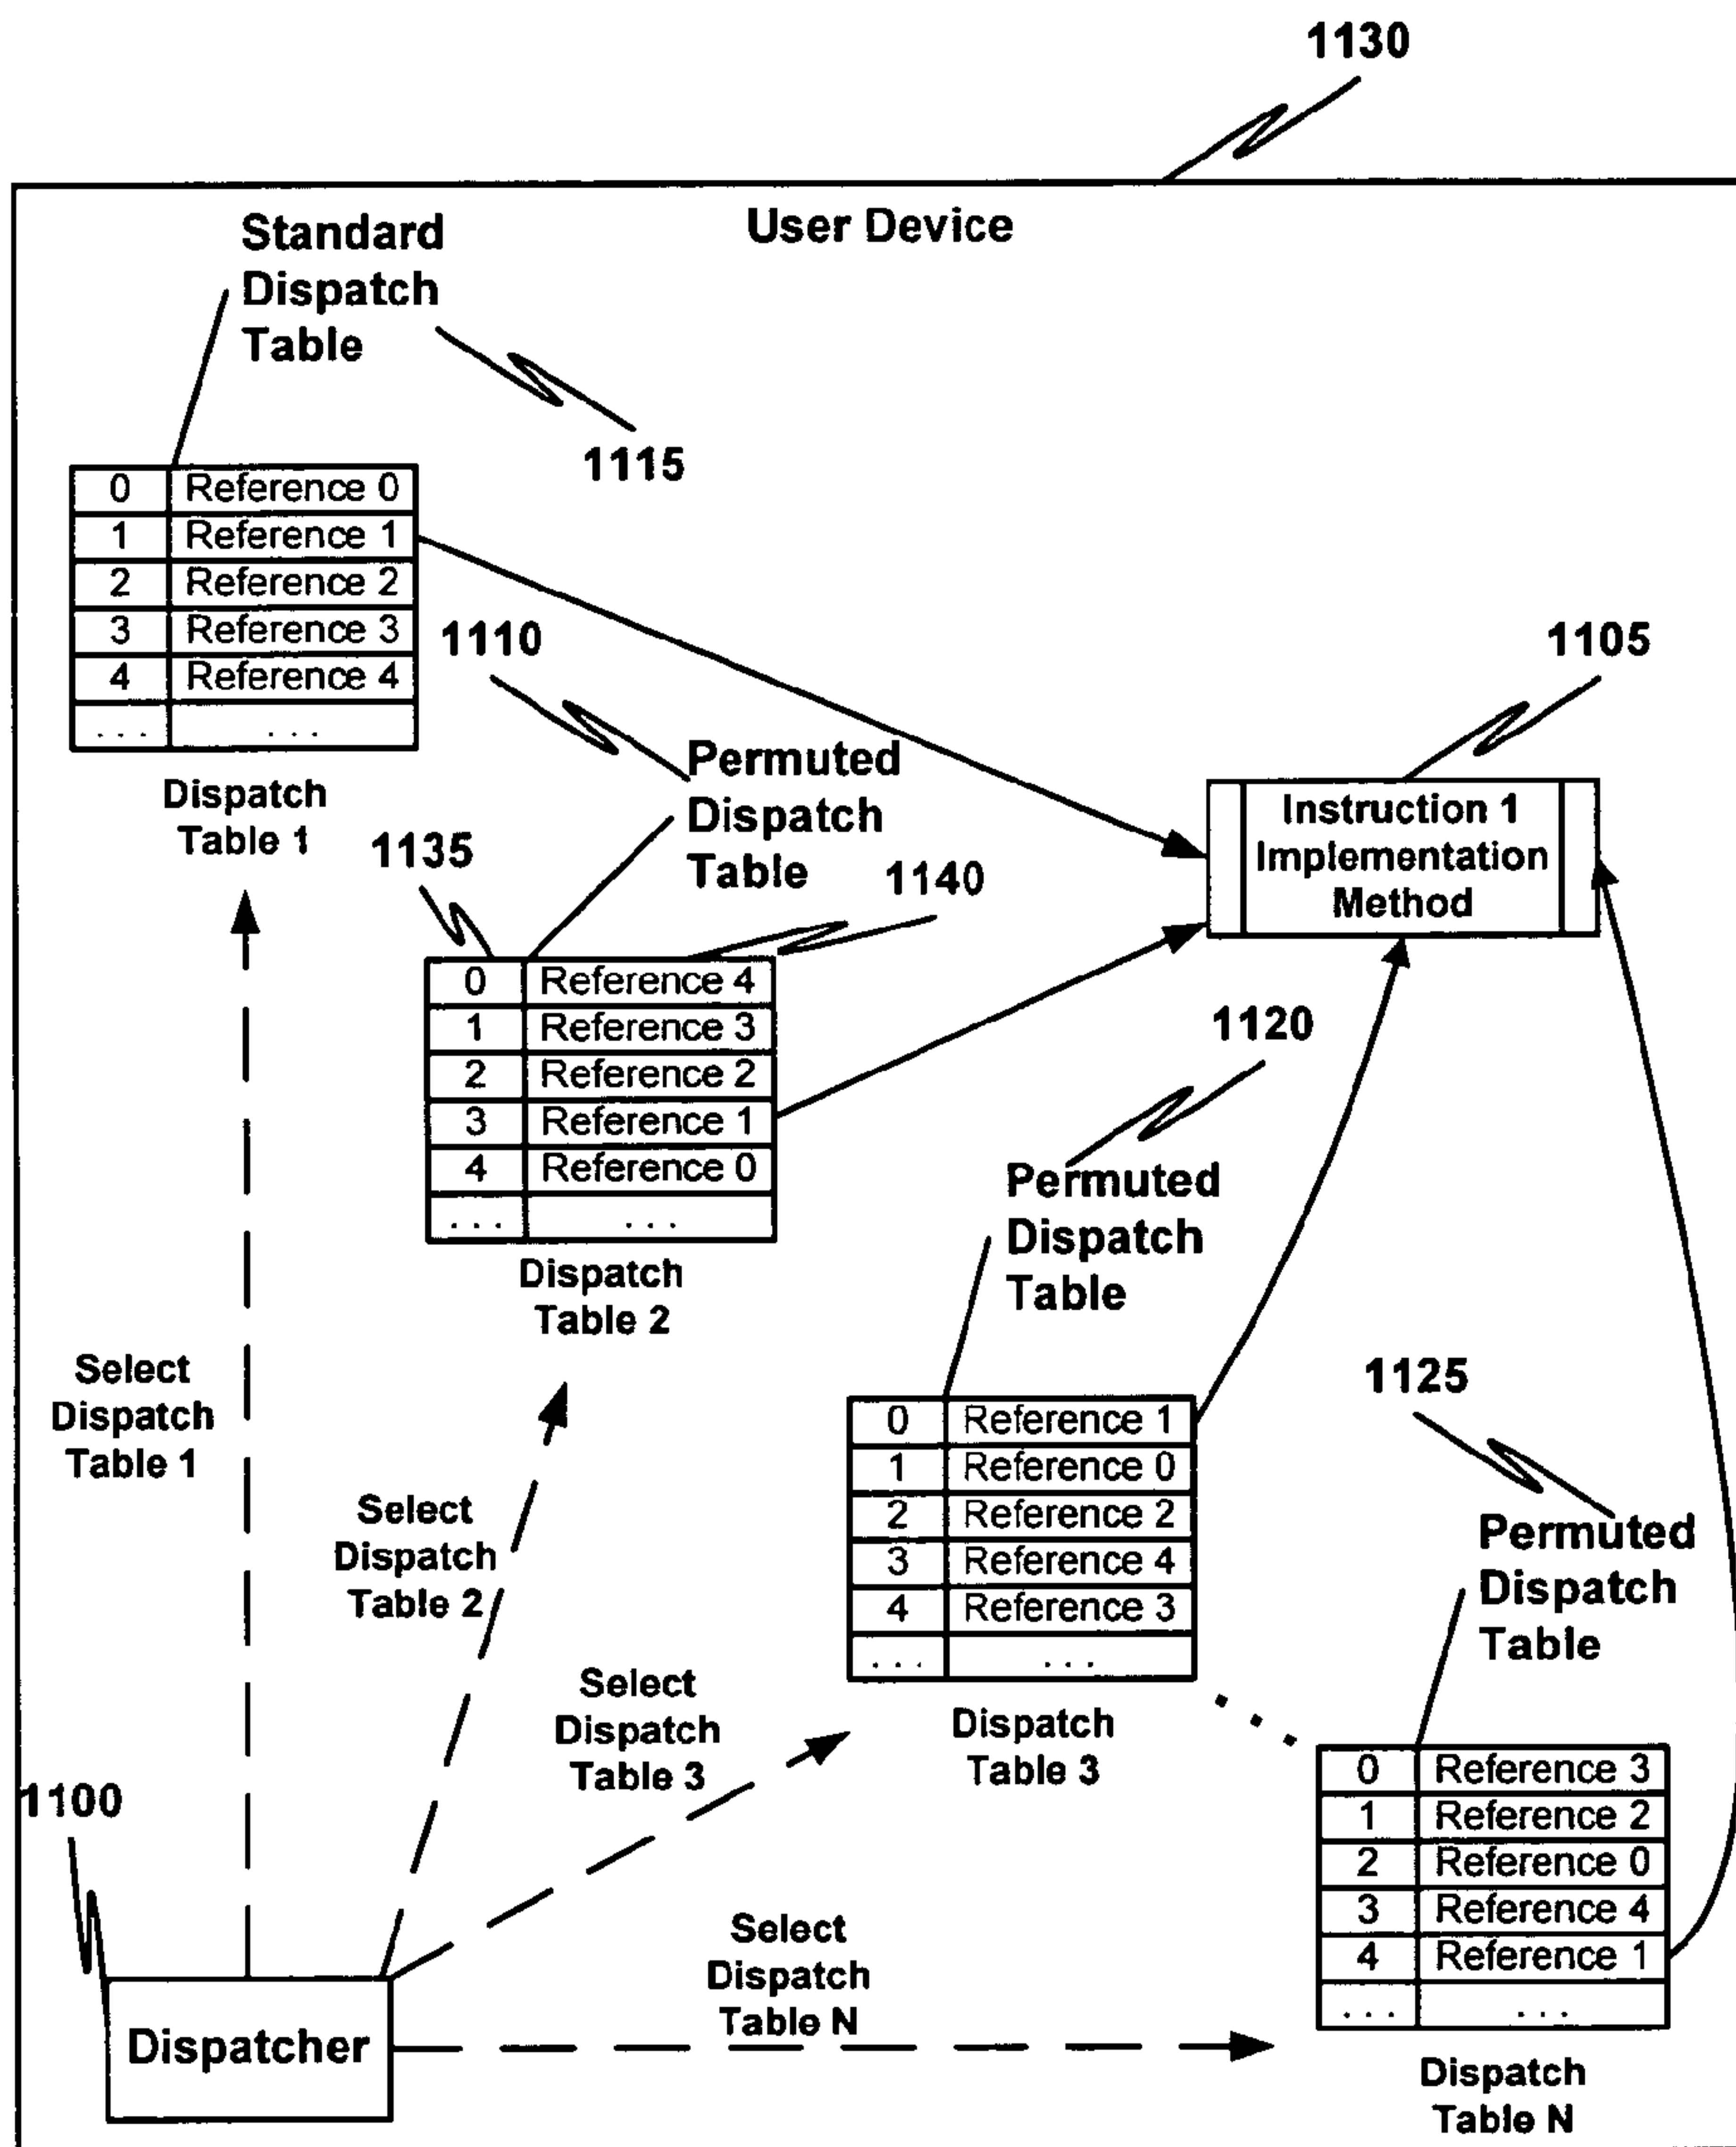 1130
User Device
Standard
Dispatch
Table
1115
0 Reference 0
1 Reference 1
2 Reference 2
3 Reference 3
4 Reference 4
... ...
Dispatch
Table 1
1110
Permuted
Dispatch
Table
1135
1140
0 Reference 4
1 Reference 3
2 Reference 2
3 Reference 1
4 Reference 0
... ...
Dispatch
Table 2
1105
Instruction 1
Implementation
Method
1120
Permuted
Dispatch
Table
0 Reference 1
1 Reference 0
2 Reference 2
3 Reference 4
4 Reference 3
... ...
Dispatch
Table 3
1125
Permuted
Dispatch
Table
0 Reference 3
1 Reference 2
2 Reference 0
3 Reference 4
4 Reference 1
... ...
Dispatch
Table N
Select
Dispatch
Table 1
Select
Dispatch
Table 2
Select
Dispatch
Table 3
Select
Dispatch
Table N
1100
Dispatcher